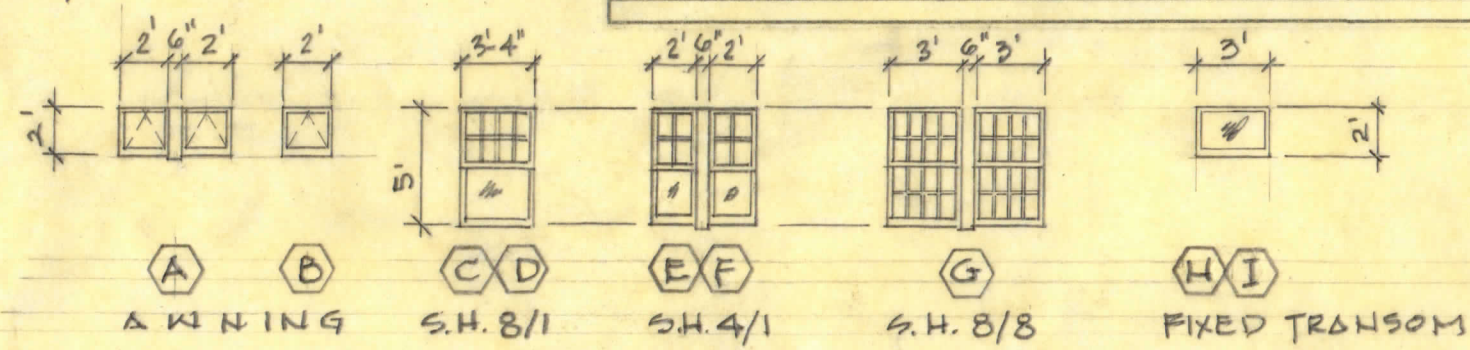 2' 6" 2' 2' 3'-4" 2' 6" 2' 3' 6" 3' 3'
2' 5' 2'
A B C D E F G H I
AWNING S.H. 8/1 S.H. 4/1 S.H. 8/8 FIXED TRANSOM